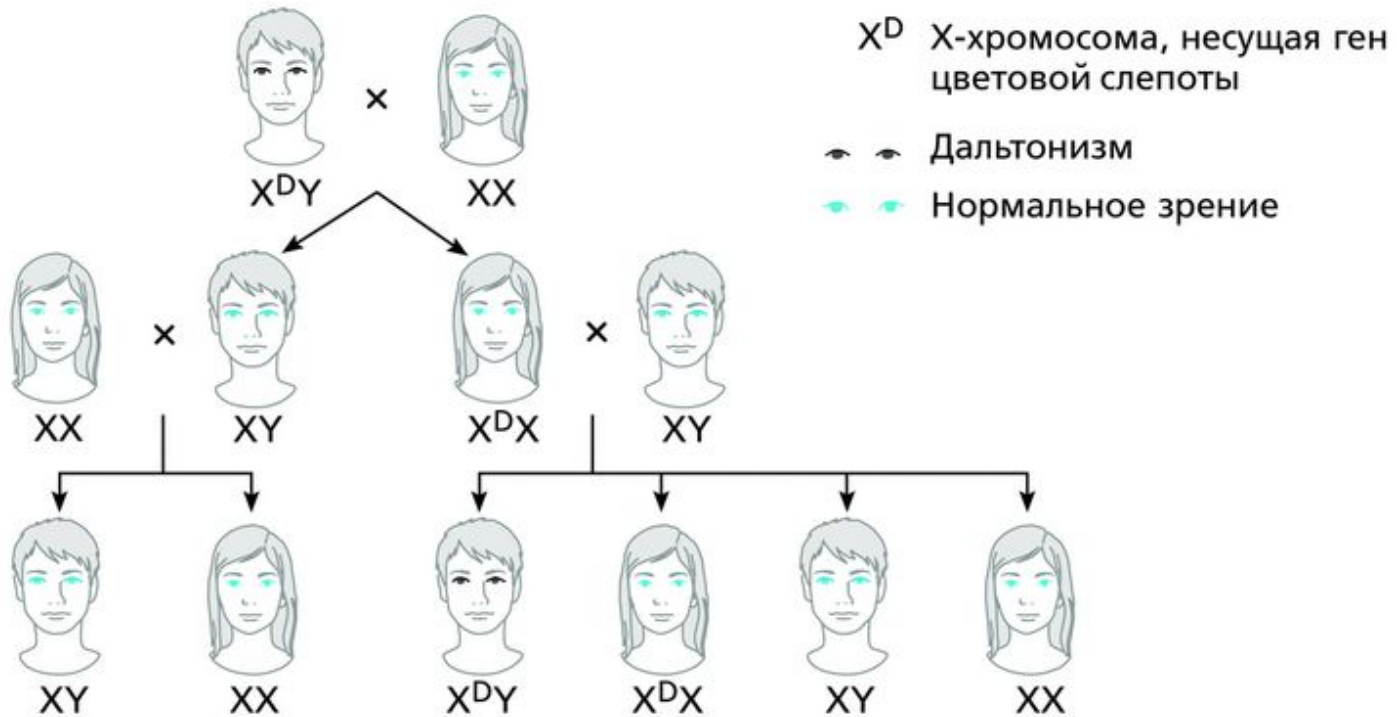 X^D X-хромосома, несущая ген
цветовой слепоты
Дальтонизм
Нормальное зрение
×
X^DY XX
× ×
XX XY X^DX XY
XY XX X^DY X^DX XY XX